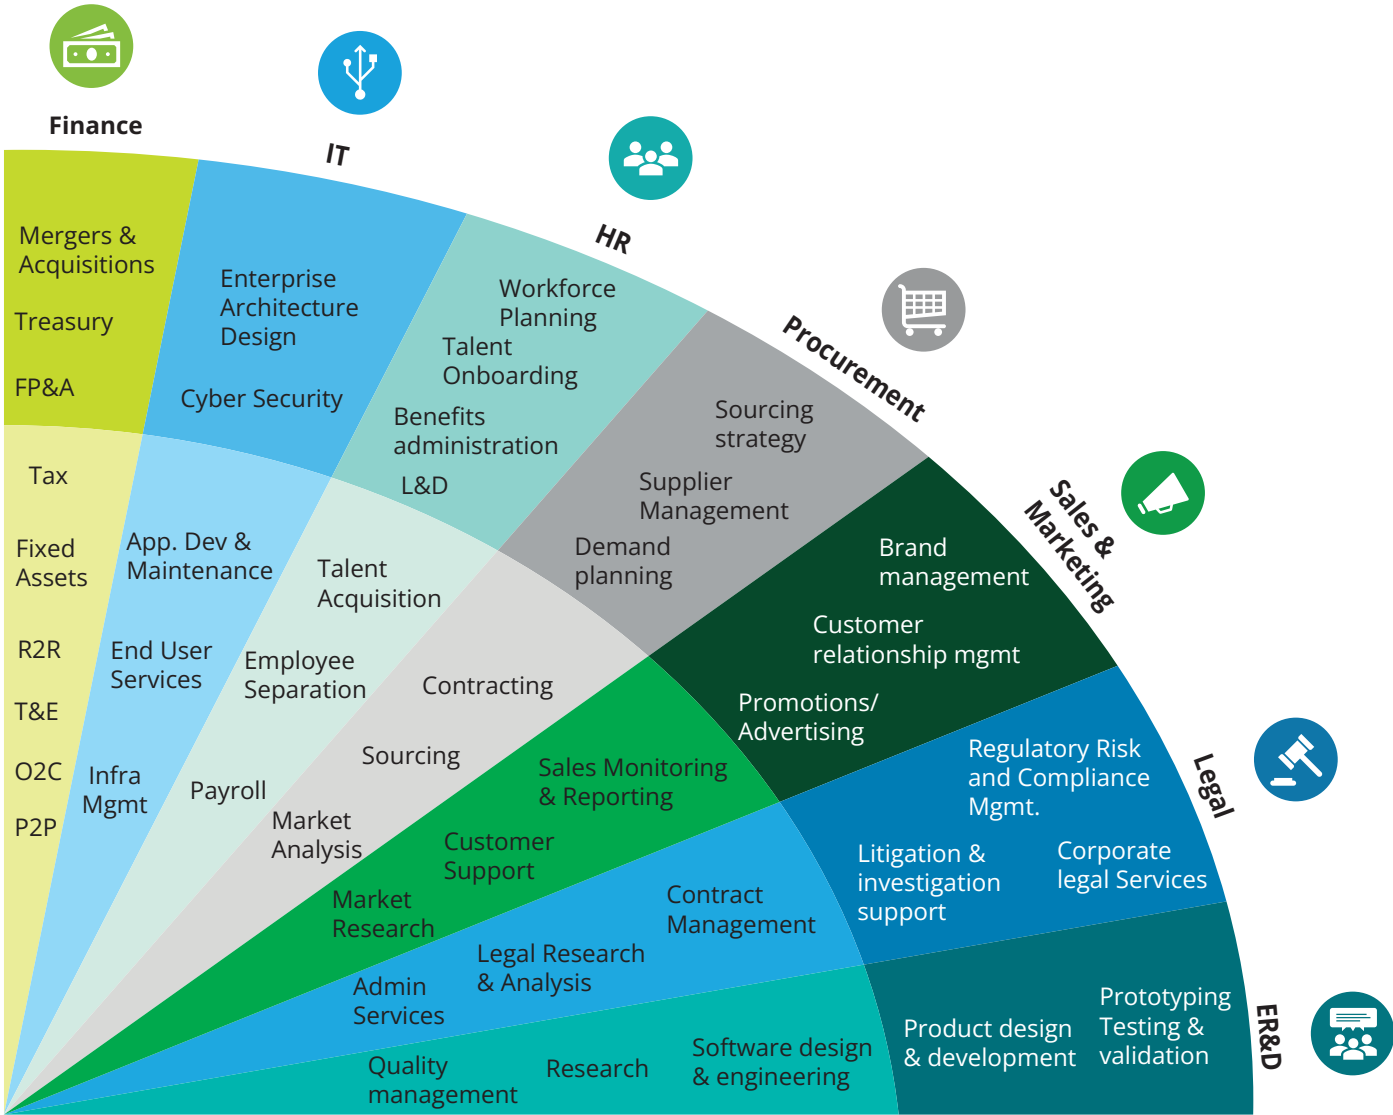 Finance
Mergers &
Acquisitions
Treasury
FP&A
Tax
Fixed
Assets
R2R
T&E
O2C
P2P
IT
Enterprise
Architecture
Design
Cyber Security
App. Dev &
Maintenance
End User
Services
Infra
Mgmt
HR
Workforce
Planning
Talent
Onboarding
Benefits
administration
L&D
Talent
Acquisition
Employee
Separation
Payroll
Procurement
Sourcing
strategy
Supplier
Management
Demand
planning
Contracting
Sourcing
Market
Analysis
Sales &
Marketing
Brand
management
Customer
relationship mgmt
Promotions/
Advertising
Sales Monitoring
& Reporting
Customer
Support
Market
Research
Legal
Regulatory Risk
and Compliance
Mgmt.
Corporate
legal Services
Litigation &
investigation
support
Contract
Management
Legal Research
& Analysis
Admin
Services
ER&D
Prototyping
Testing &
validation
Product design
& development
Software design
& engineering
Research
Quality
management